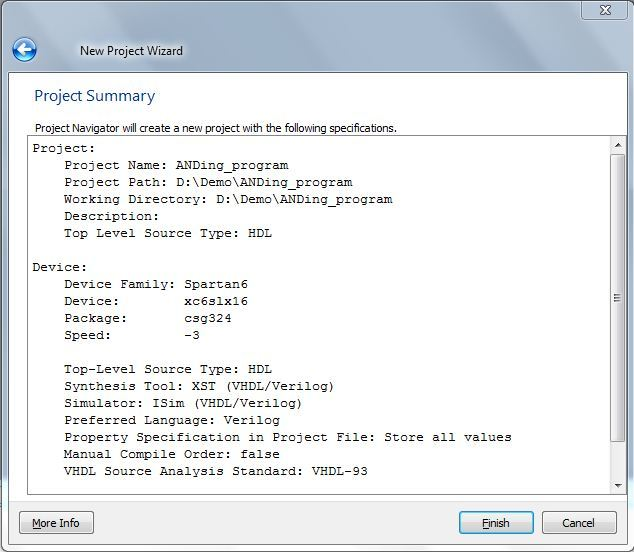 New Project Wizard
Project Summary
Project Navigator will create a new project with the following specifications.
Project:
Project Name: ANDing_program
Project Path: D:\Demo\ANDing_program
Working Directory: D:\Demo\ANDing_program
Description:
Top Level Source Type: HDL
Device:
Device Family: Spartan6
Device: xc6slx16
Package: csg324
Speed: -3
Top-Level Source Type: HDL
Synthesis Tool: XST (VHDL/Verilog)
Simulator: ISim (VHDL/Verilog)
Preferred Language: Verilog
Property Specification in Project File: Store all values
Manual Compile Order: false
VHDL Source Analysis Standard: VHDL-93
More Info Finish Cancel